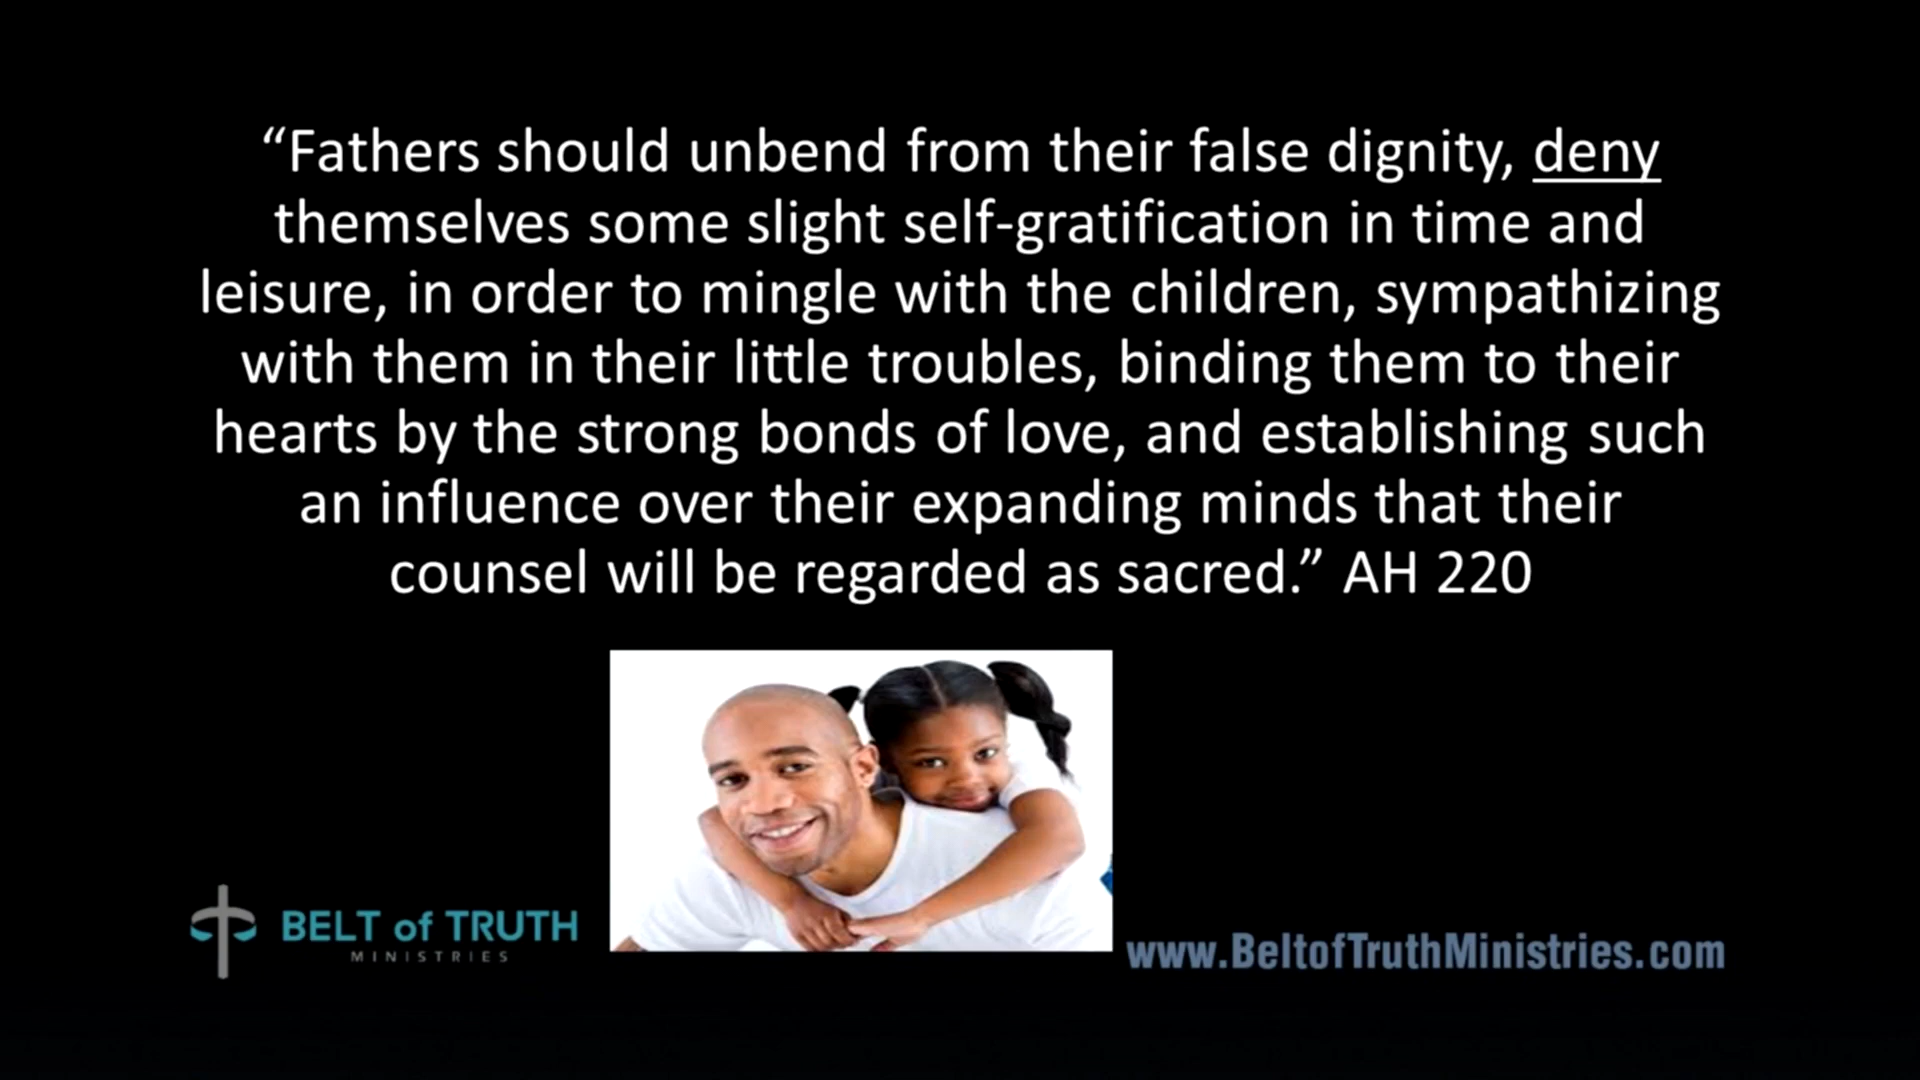 “Fathers should unbend from their false dignity, deny
themselves some slight self-gratification in time and
leisure, in order to mingle with the children, sympathizing
with them in their little troubles, binding them to their
hearts by the strong bonds of love, and establishing such
an influence over their expanding minds that their
counsel will be regarded as sacred.” AH 220
BELT of TRUTH
MINISTRIES
www.BeltofTruthMinistries.com